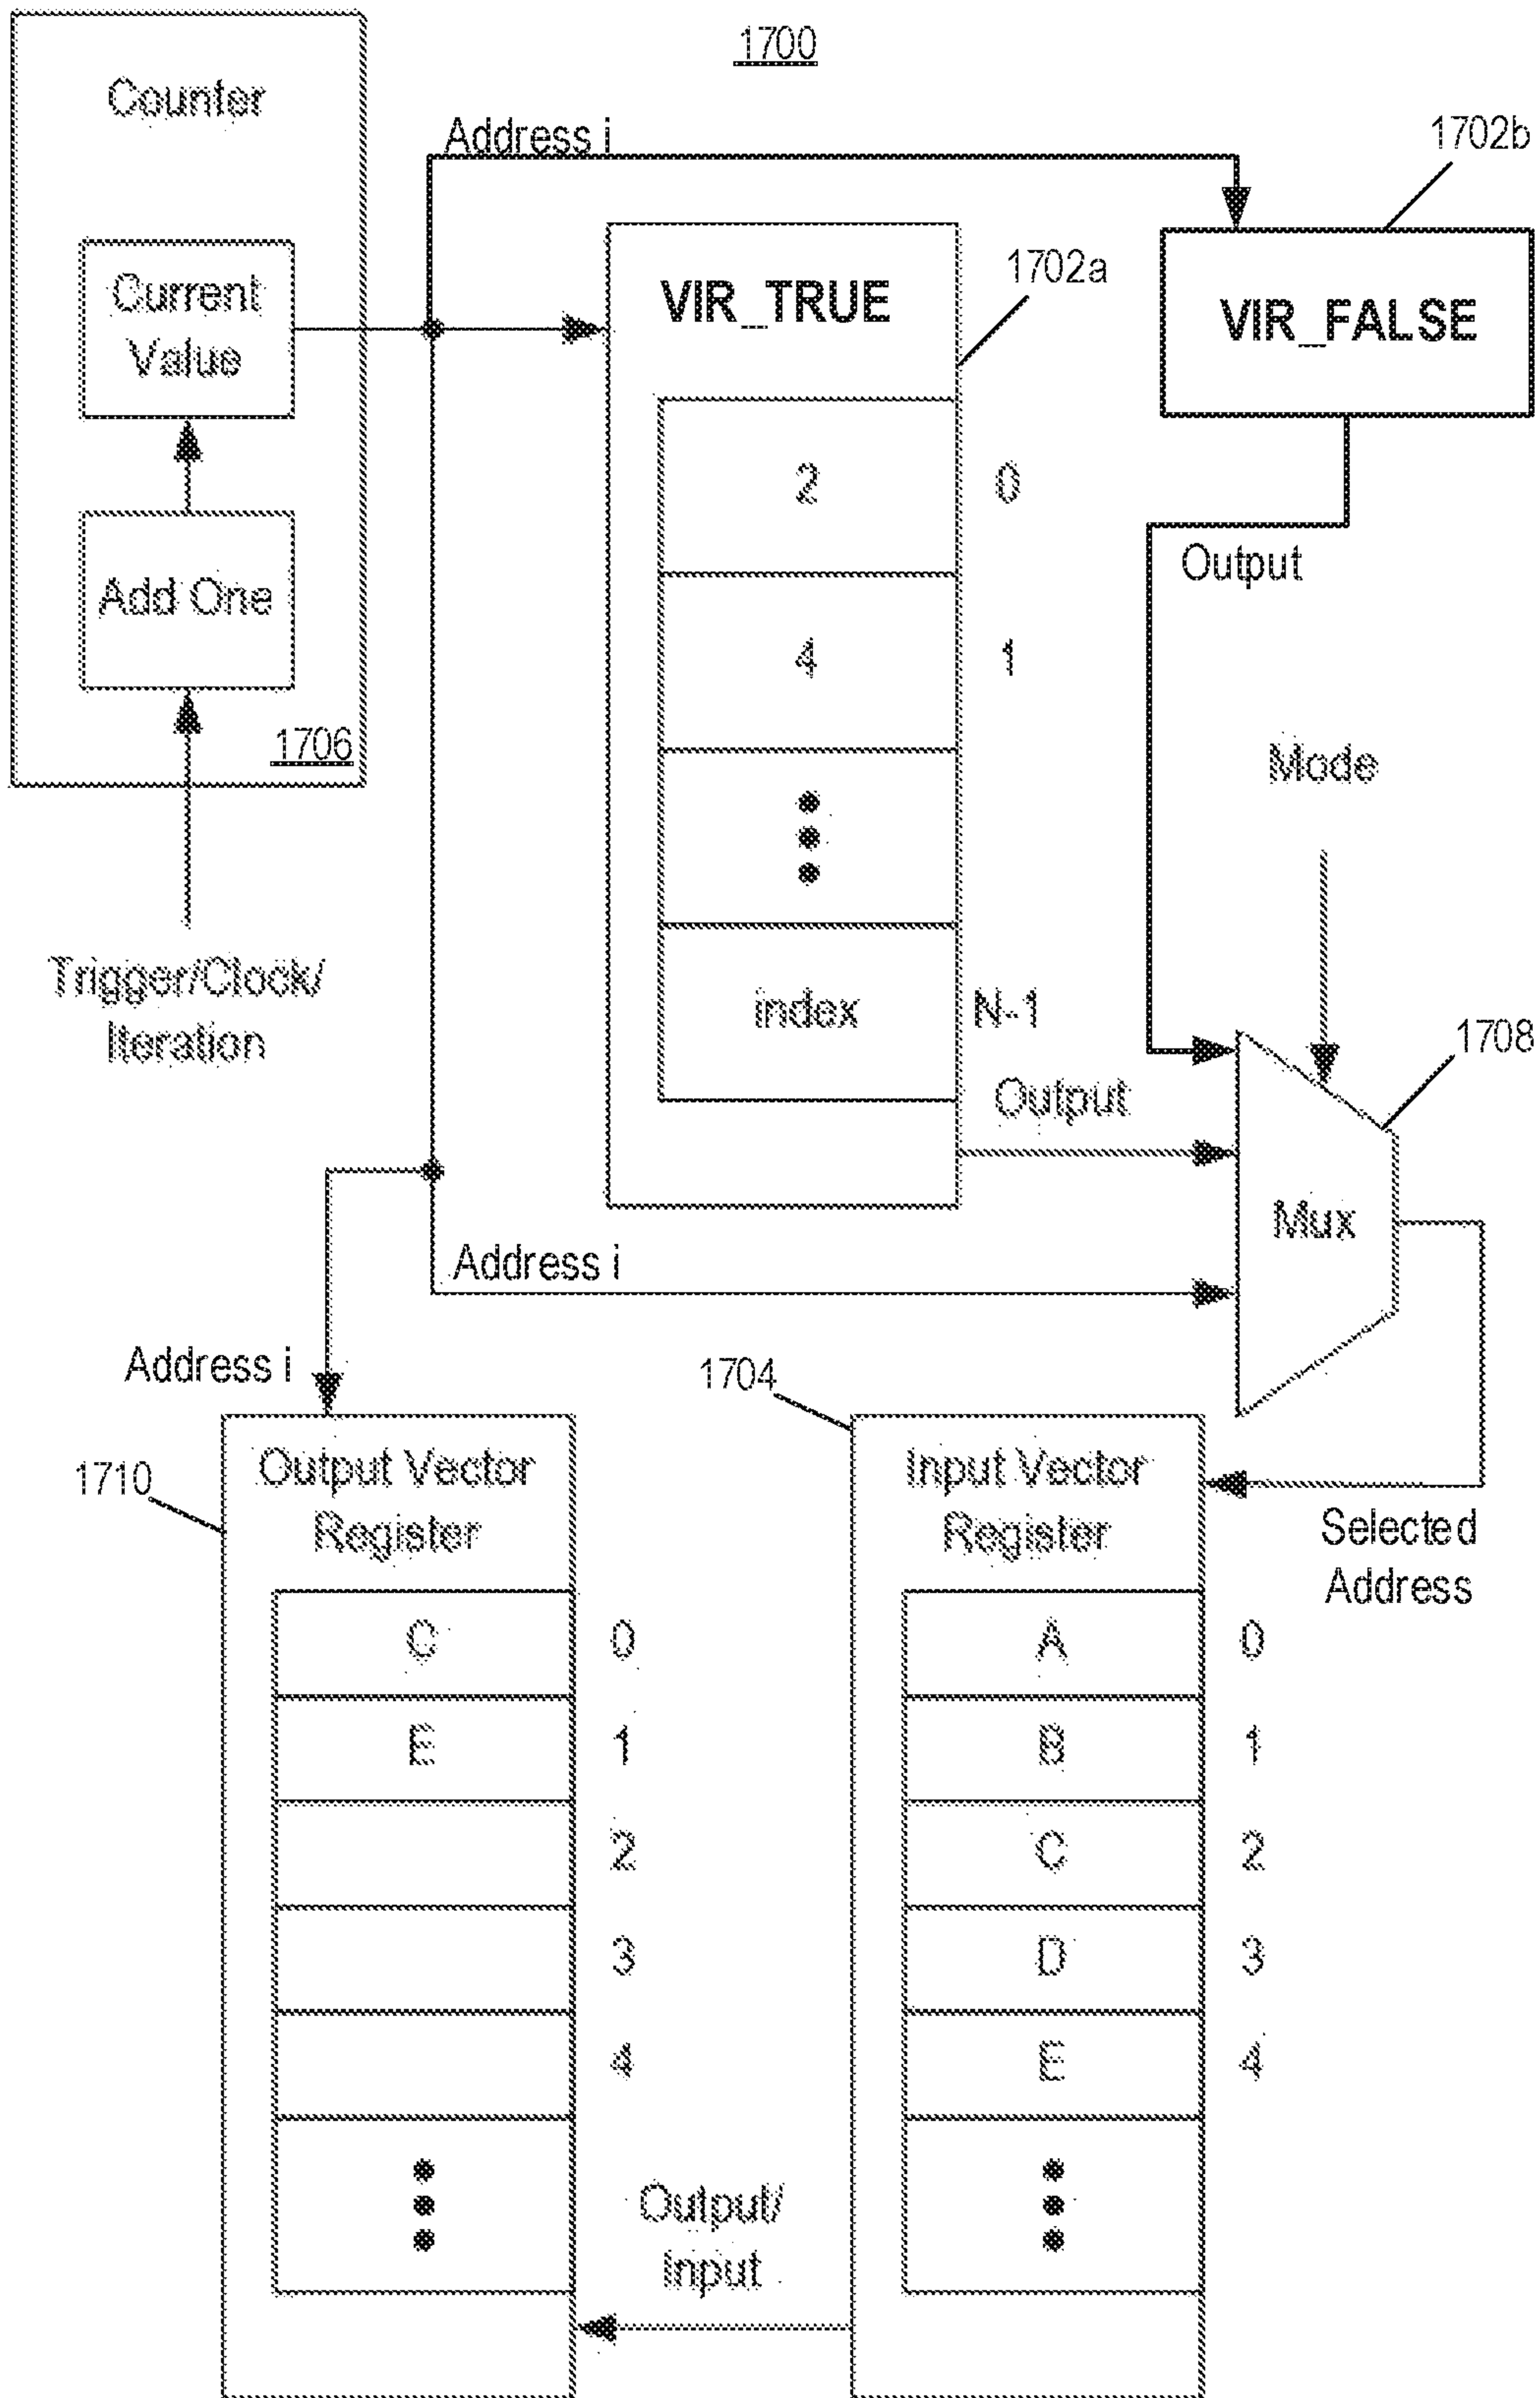 1700
Counter
Address i
1702b
Current
Value
VIR_TRUE
1702a
VIR_FALSE
2
0
Output
Add One
4
1
1706
Mode
Trigger/Clock/
Iteration
index
N-1
1708
Output
Mux
Address i
Address i
1704
1710
Output Vector
Register
Input Vector
Register
Selected
Address
C
0
A
0
E
1
B
1
2
C
2
3
D
3
4
E
4
Output/
Input